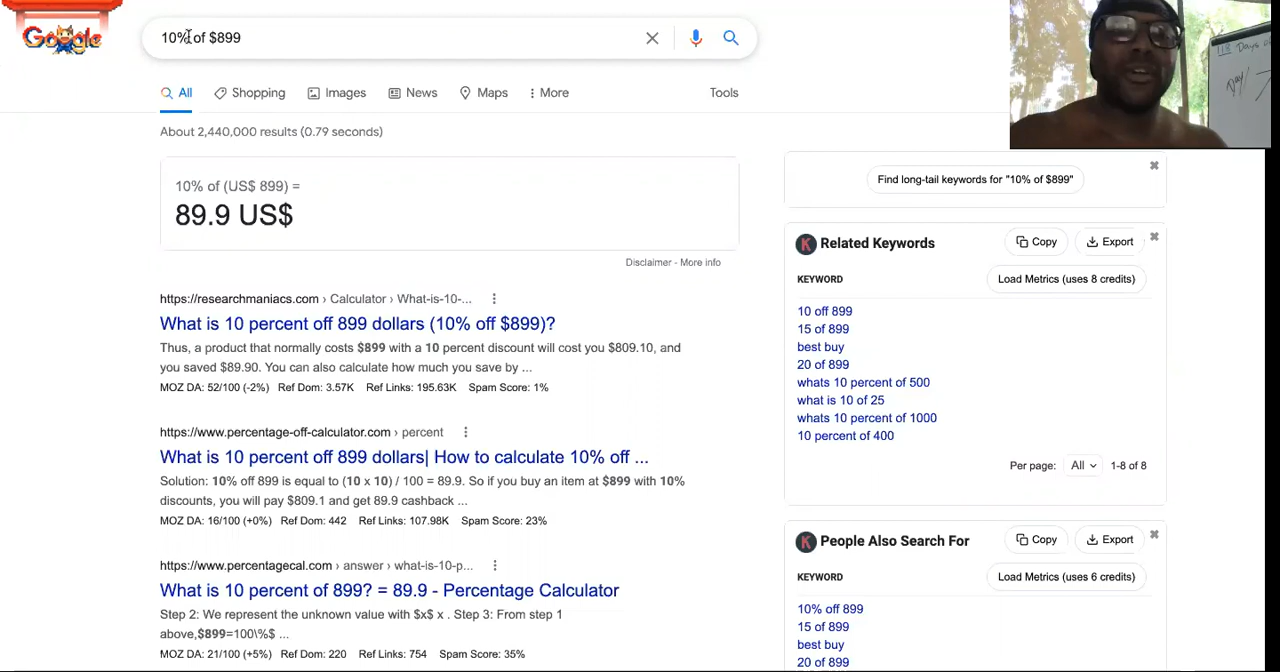 Google
10% of $899
All
Shopping
Images
News
Maps
More
Tools
About 2,440,000 results (0.79 seconds)
10% of (US$ 899) =
89.9 US$
Disclaimer - More info
https://researchmaniacs.com › Calculator › What-is-10-...
What is 10 percent off 899 dollars (10% off $899)?
Thus, a product that normally costs $899 with a 10 percent discount will cost you $809.10, and
you saved $89.90. You can also calculate how much you save by ...
MOZ DA: 52/100 (-2%) Ref Dom: 3.57K Ref Links: 195.63K Spam Score: 1%
https://www.percentage-off-calculator.com › percent
What is 10 percent off 899 dollars| How to calculate 10% off ...
Solution: 10% off 899 is equal to (10 x 10) / 100 = 89.9. So if you buy an item at $899 with 10%
discounts, you will pay $809.1 and get 89.9 cashback ...
MOZ DA: 16/100 (+0%) Ref Dom: 442 Ref Links: 107.98K Spam Score: 23%
https://www.percentagecal.com › answer › what-is-10-p...
What is 10 percent of 899? = 89.9 - Percentage Calculator
Step 2: We represent the unknown value with $x$ x . Step 3: From step 1
above,$899=100\%$ ...
MOZ DA: 21/100 (+5%) Ref Dom: 220 Ref Links: 754 Spam Score: 35%
Find long-tail keywords for "10% of $899"
K Related Keywords
Copy
Export
KEYWORD
Load Metrics (uses 8 credits)
10 off 899
15 of 899
best buy
20 of 899
whats 10 percent of 500
what is 10 of 25
whats 10 percent of 1000
10 percent of 400
Per page: All 1-8 of 8
K People Also Search For
Copy
Export
KEYWORD
Load Metrics (uses 6 credits)
10% off 899
15 of 899
best buy
20 of 899
118 Days
Day